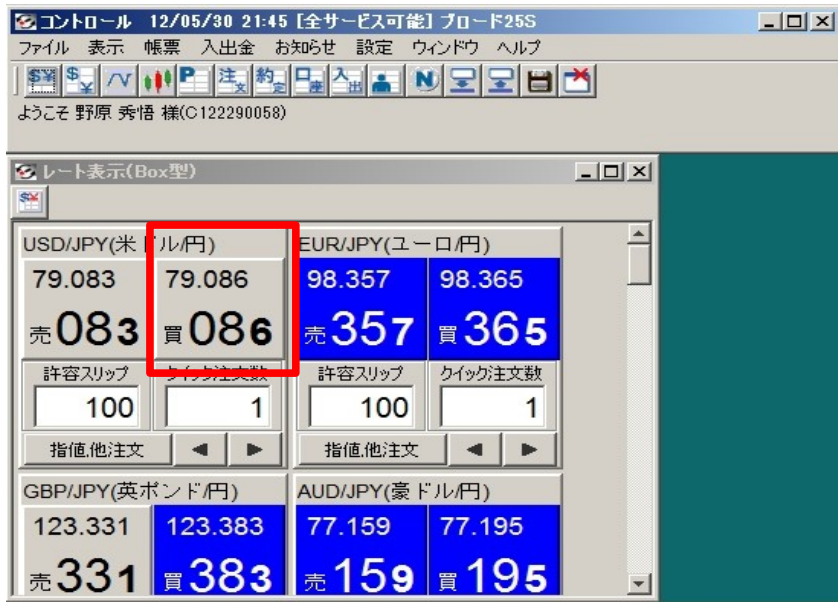 コントロール 12/05/30 21:45 [全サービス可能] ブロード25S
ファイル 表示 帳票 入出金 お知らせ 設定 ウィンドウ ヘルプ
$¥ $¥ P 注文 約定 口座 入出 N
ようこそ 野原 秀悟 様(C122290058)
レート表示(Box型)
$¥
USD/JPY(米ドル/円) EUR/JPY(ユーロ/円)
79.083 79.086 98.357 98.365
売083 買086 売357 買365
許容スリップ クイック注文数 許容スリップ クイック注文数
100 1 100 1
指値,他注文 ◀ ▶ 指値,他注文 ◀ ▶
GBP/JPY(英ポンド/円) AUD/JPY(豪ドル/円)
123.331 123.383 77.159 77.195
売331 買383 売159 買195